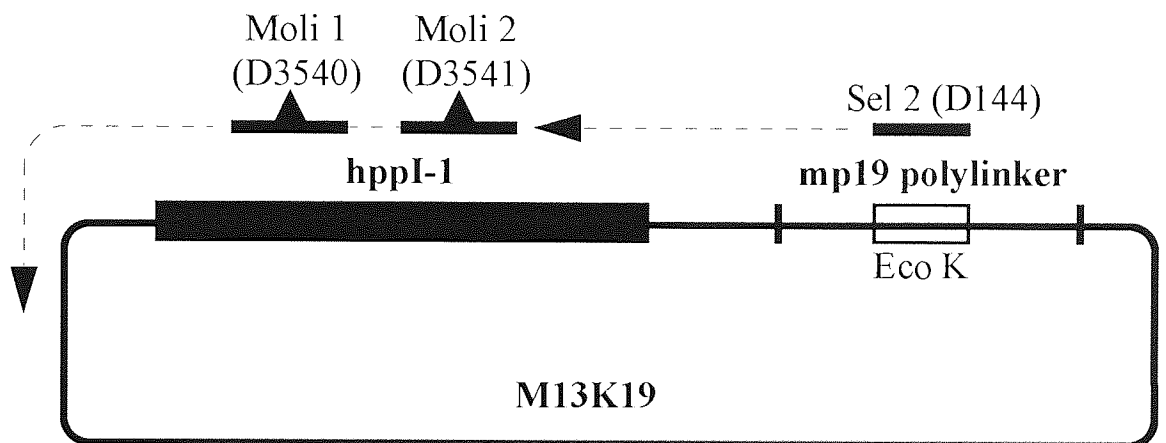 Moli 1
(D3540)
Moli 2
(D3541)
Sel 2 (D144)
hppI-1
mp19 polylinker
Eco K
M13K19